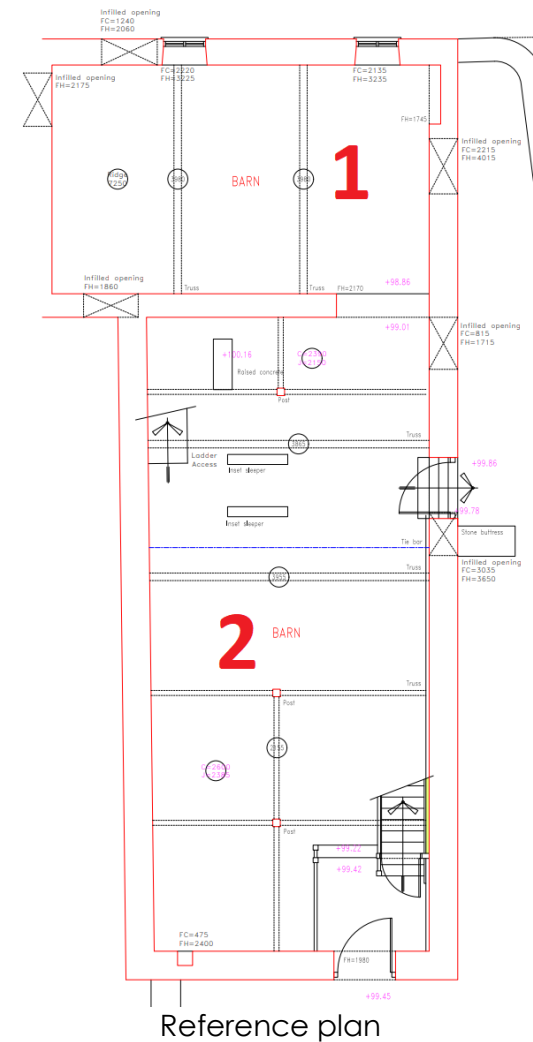 Infilled opening
FC=1240
FH=2060
Infilled opening
FH=2175
FC=2220
FH=3225
FC=2135
FH=3235
FH=1745
Infilled opening
FC=2215
FH=4015
1
Ridge
7250
3980
BARN
3980
Infilled opening
FH=1860
Truss
Truss
FH=2170
+98.86
+99.01
Infilled opening
FC=815
FH=1715
+100.16
Raised concrete
Post
Ladder
Access
3865
Truss
Inset sleeper
+99.86
+99.78
Inset sleeper
Stone buttress
Tie bar
Infilled opening
FC=3035
FH=3650
Truss
3955
2
BARN
Truss
Post
Post
+99.22
+99.42
FC=475
FH=2400
FH=1980
+99.45
Reference plan